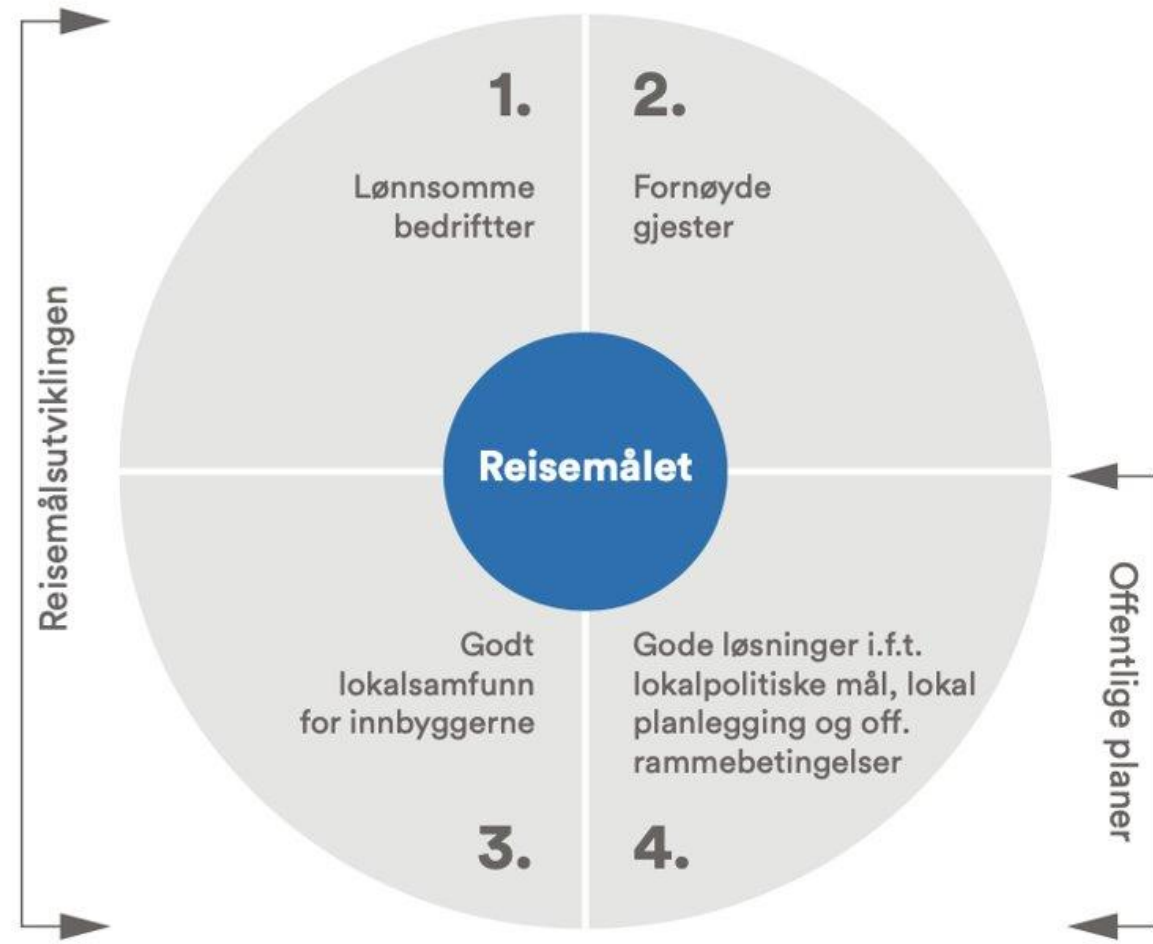 Reisemålsutviklingen
1.
Lønnsomme
bedriftter
2.
Fornøyde
gjester
Reisemålet
Godt
lokalsamfunn
for innbyggerne
3.
Gode løsninger i.f.t.
lokalpolitiske mål, lokal
planlegging og off.
rammebetingelser
4.
Offentlige planer